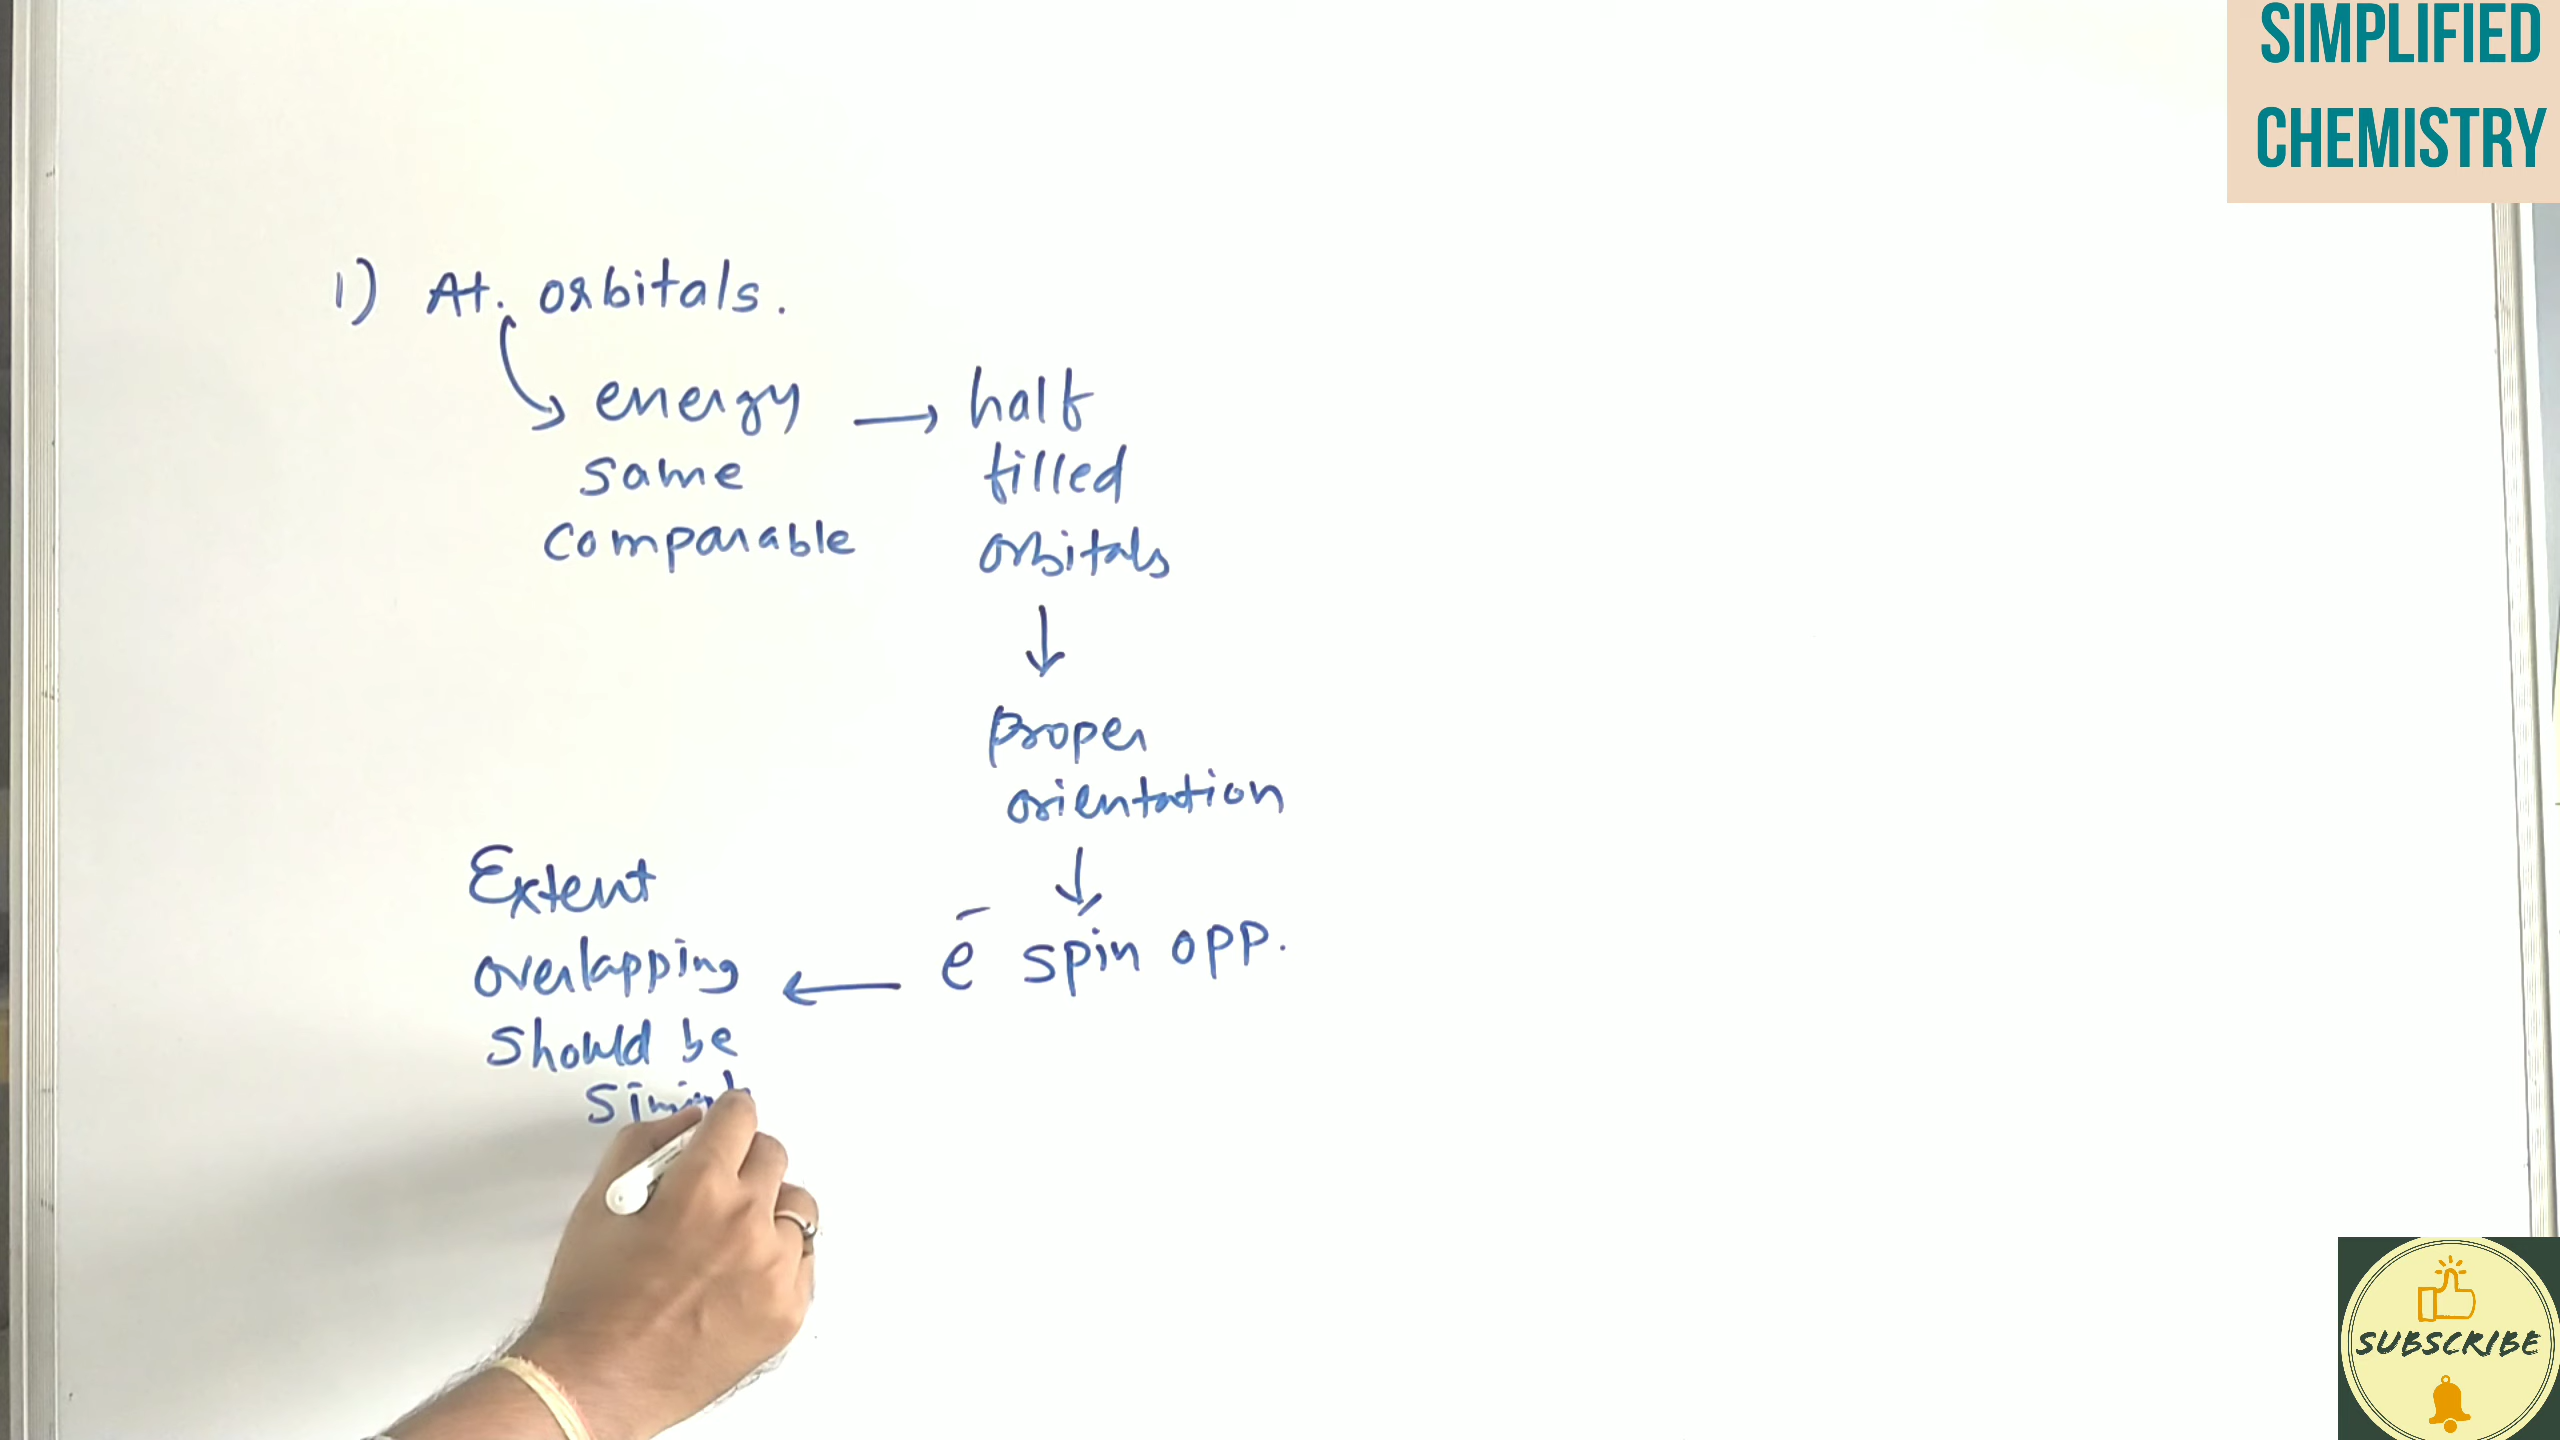 SIMPLIFIED
CHEMISTRY
1) At. orbitals.
energy → half
same filled
comparable orbitals
↓
proper
orientation
↓
e⁻ spin opp.
←
Extent
overlapping
should be
SUBSCRIBE